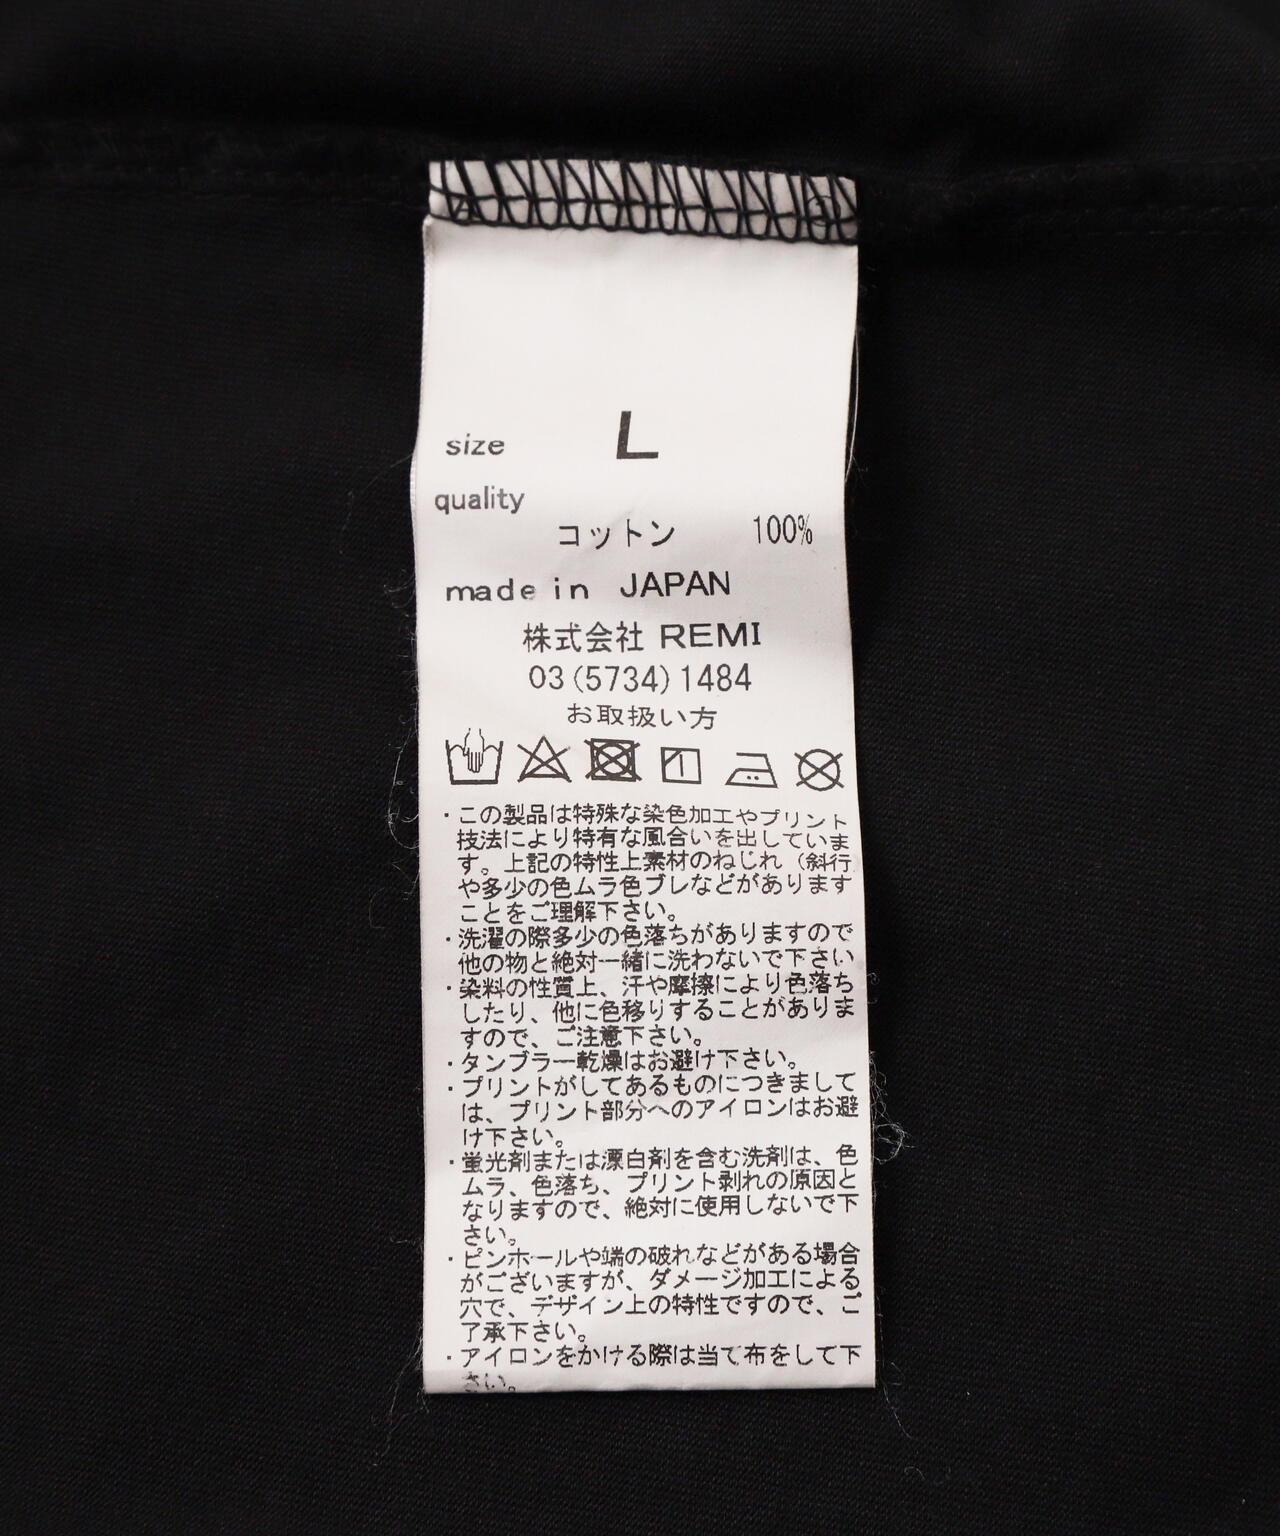 size L
quality
コットン 100%
made in JAPAN
株式会社 REMI
03(5734)1484
お取扱い方
・この製品は特殊な染色加工やプリント
技法により特有な風合いを出していま
す。上記の特性上素材のねじれ（斜行
や多少の色ムラ色ブレなどがあります
ことをご理解下さい。
・洗濯の際多少の色落ちがありますので
他の物と絶対一緒に洗わないで下さい
・染料の性質上、汗や摩擦により色落ち
したり、他に色移りすることがありま
すので、ご注意下さい。
・タンブラー乾燥はお避け下さい。
・プリントがしてあるものにつきまして
は、プリント部分へのアイロンはお避
け下さい。
・蛍光剤または漂白剤を含む洗剤は、色
ムラ、色落ち、プリント剥れの原因と
なりますので、絶対に使用しないで下
さい。
・ピンホールや端の破れなどがある場合
がございますが、ダメージ加工による
穴で、デザイン上の特性ですので、ご
了承下さい。
・アイロンをかける際は当て布をして下
さい。